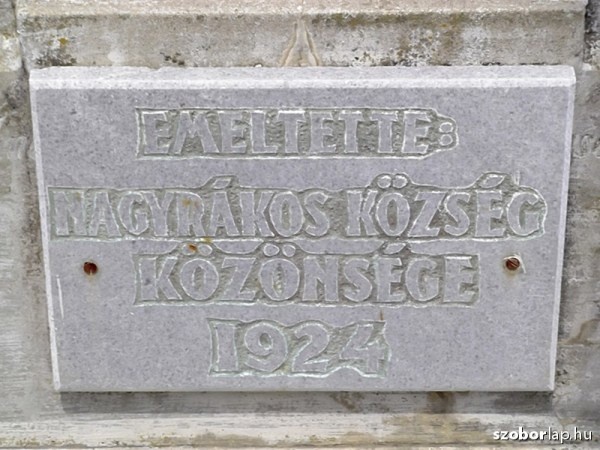 EMELTETTE:
NAGYRÁKOS KÖZSÉG
KÖZÖNSÉGE
1924
szoborlap.hu